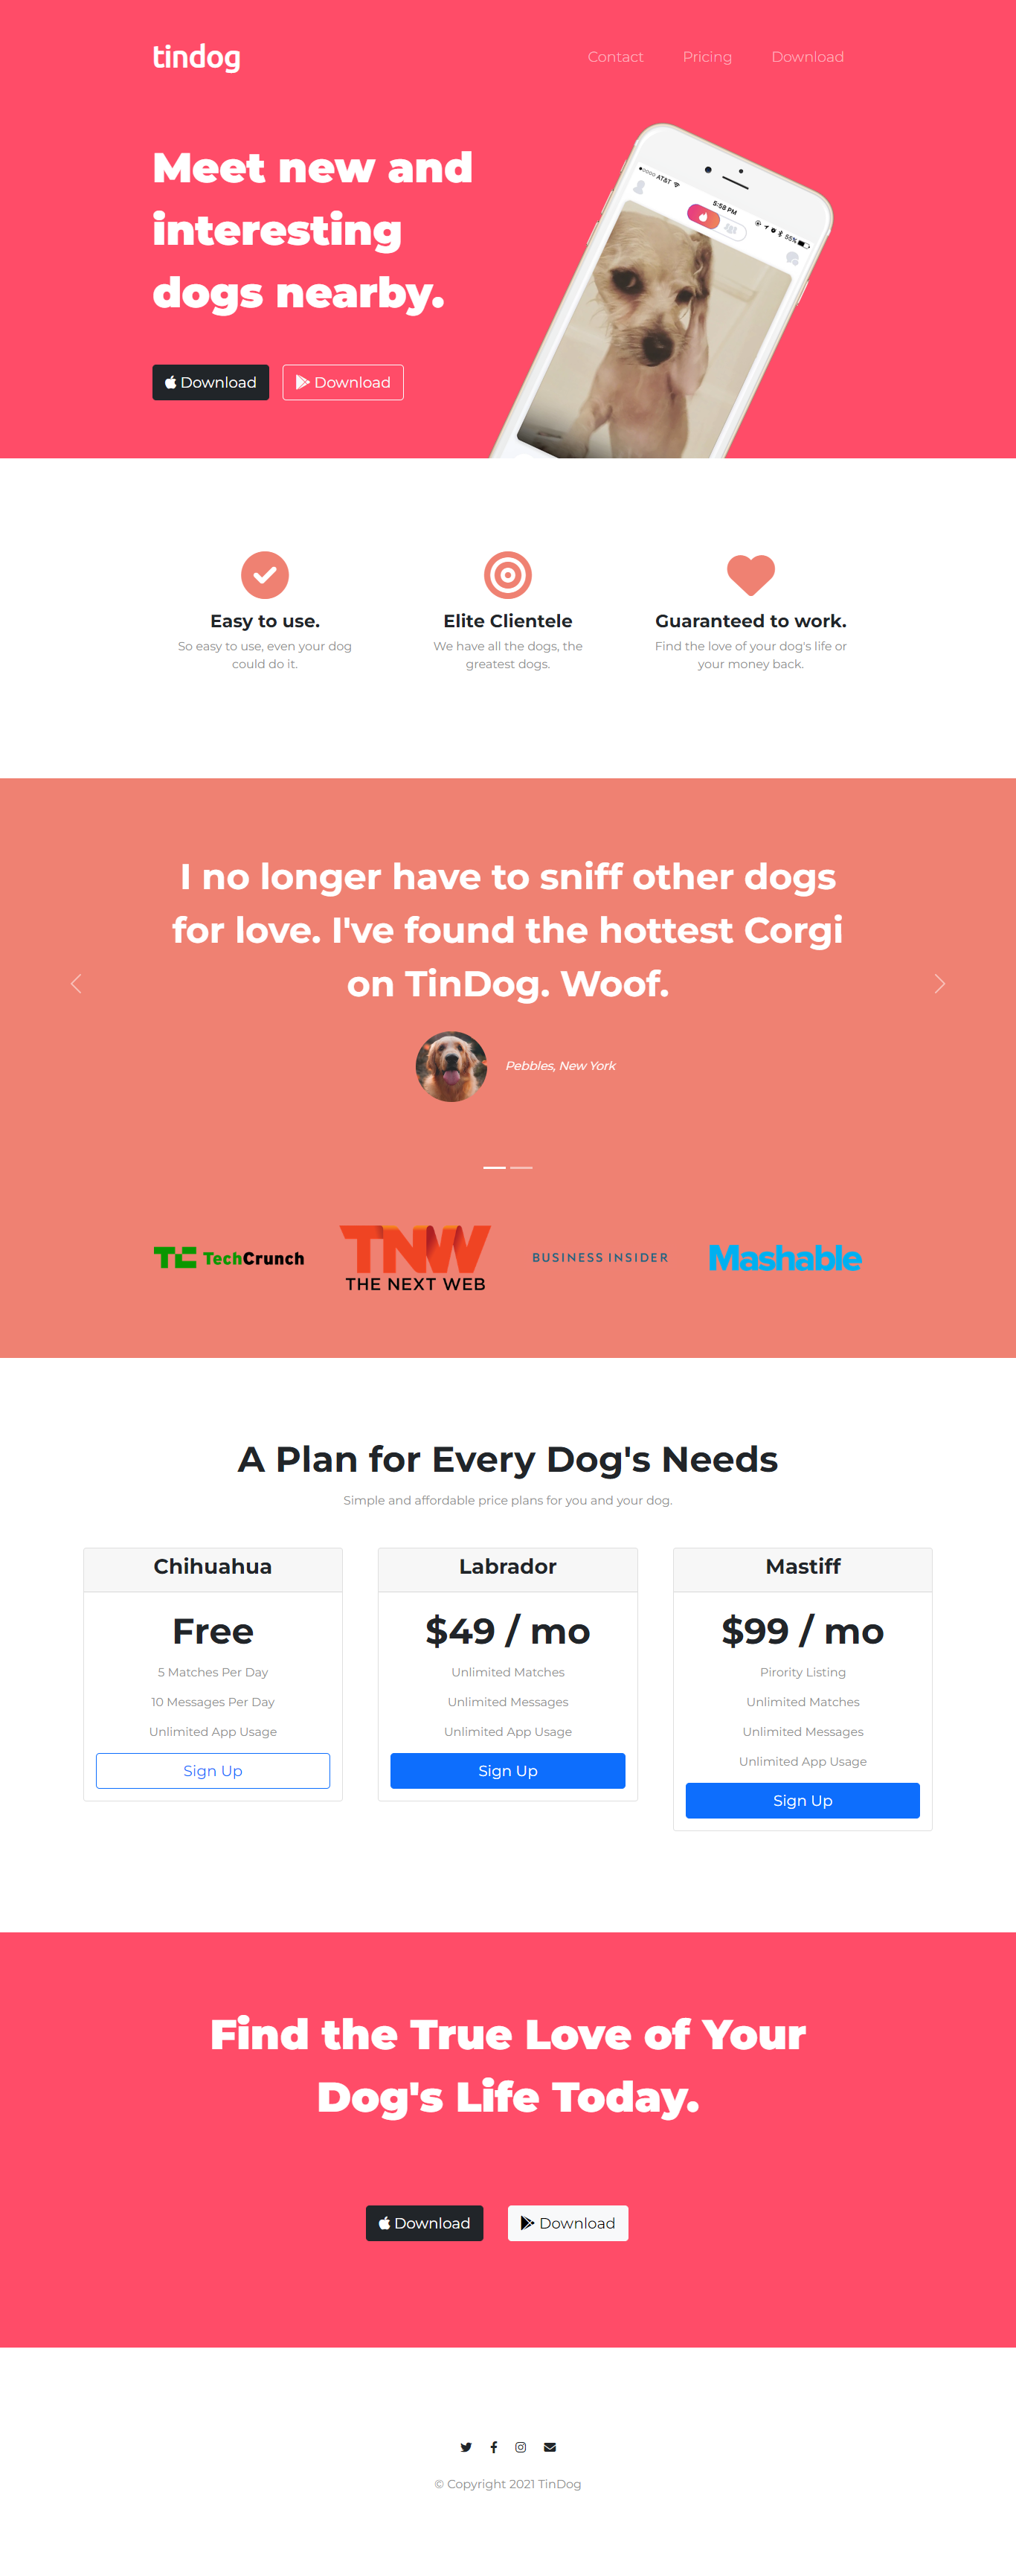 tindog
Contact Pricing Download
Meet new and
interesting
dogs nearby.
●○○○○ AT&T
5:58 PM
55%
Download Download
Easy to use.
So easy to use, even your dog
could do it.
Elite Clientele
We have all the dogs, the
greatest dogs.
Guaranteed to work.
Find the love of your dog's life or
your money back.
I no longer have to sniff other dogs
for love. I've found the hottest Corgi
on TinDog. Woof.
Pebbles, New York
TC TechCrunch
TNW
THE NEXT WEB
BUSINESS INSIDER
Mashable
A Plan for Every Dog's Needs
Simple and affordable price plans for you and your dog.
Chihuahua
Free
5 Matches Per Day
10 Messages Per Day
Unlimited App Usage
Sign Up
Labrador
$49 / mo
Unlimited Matches
Unlimited Messages
Unlimited App Usage
Sign Up
Mastiff
$99 / mo
Pirority Listing
Unlimited Matches
Unlimited Messages
Unlimited App Usage
Sign Up
Find the True Love of Your
Dog's Life Today.
Download Download
© Copyright 2021 TinDog